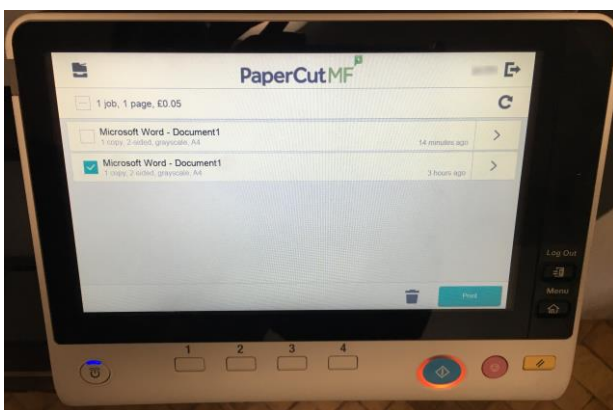 PaperCutMF
1 job, 1 page, £0.05
Microsoft Word - Document1
1 copy, 2-sided, grayscale, A4
14 minutes ago
Microsoft Word - Document1
1 copy, 2-sided, grayscale, A4
3 hours ago
Print
Log Out
Menu
1 2 3 4